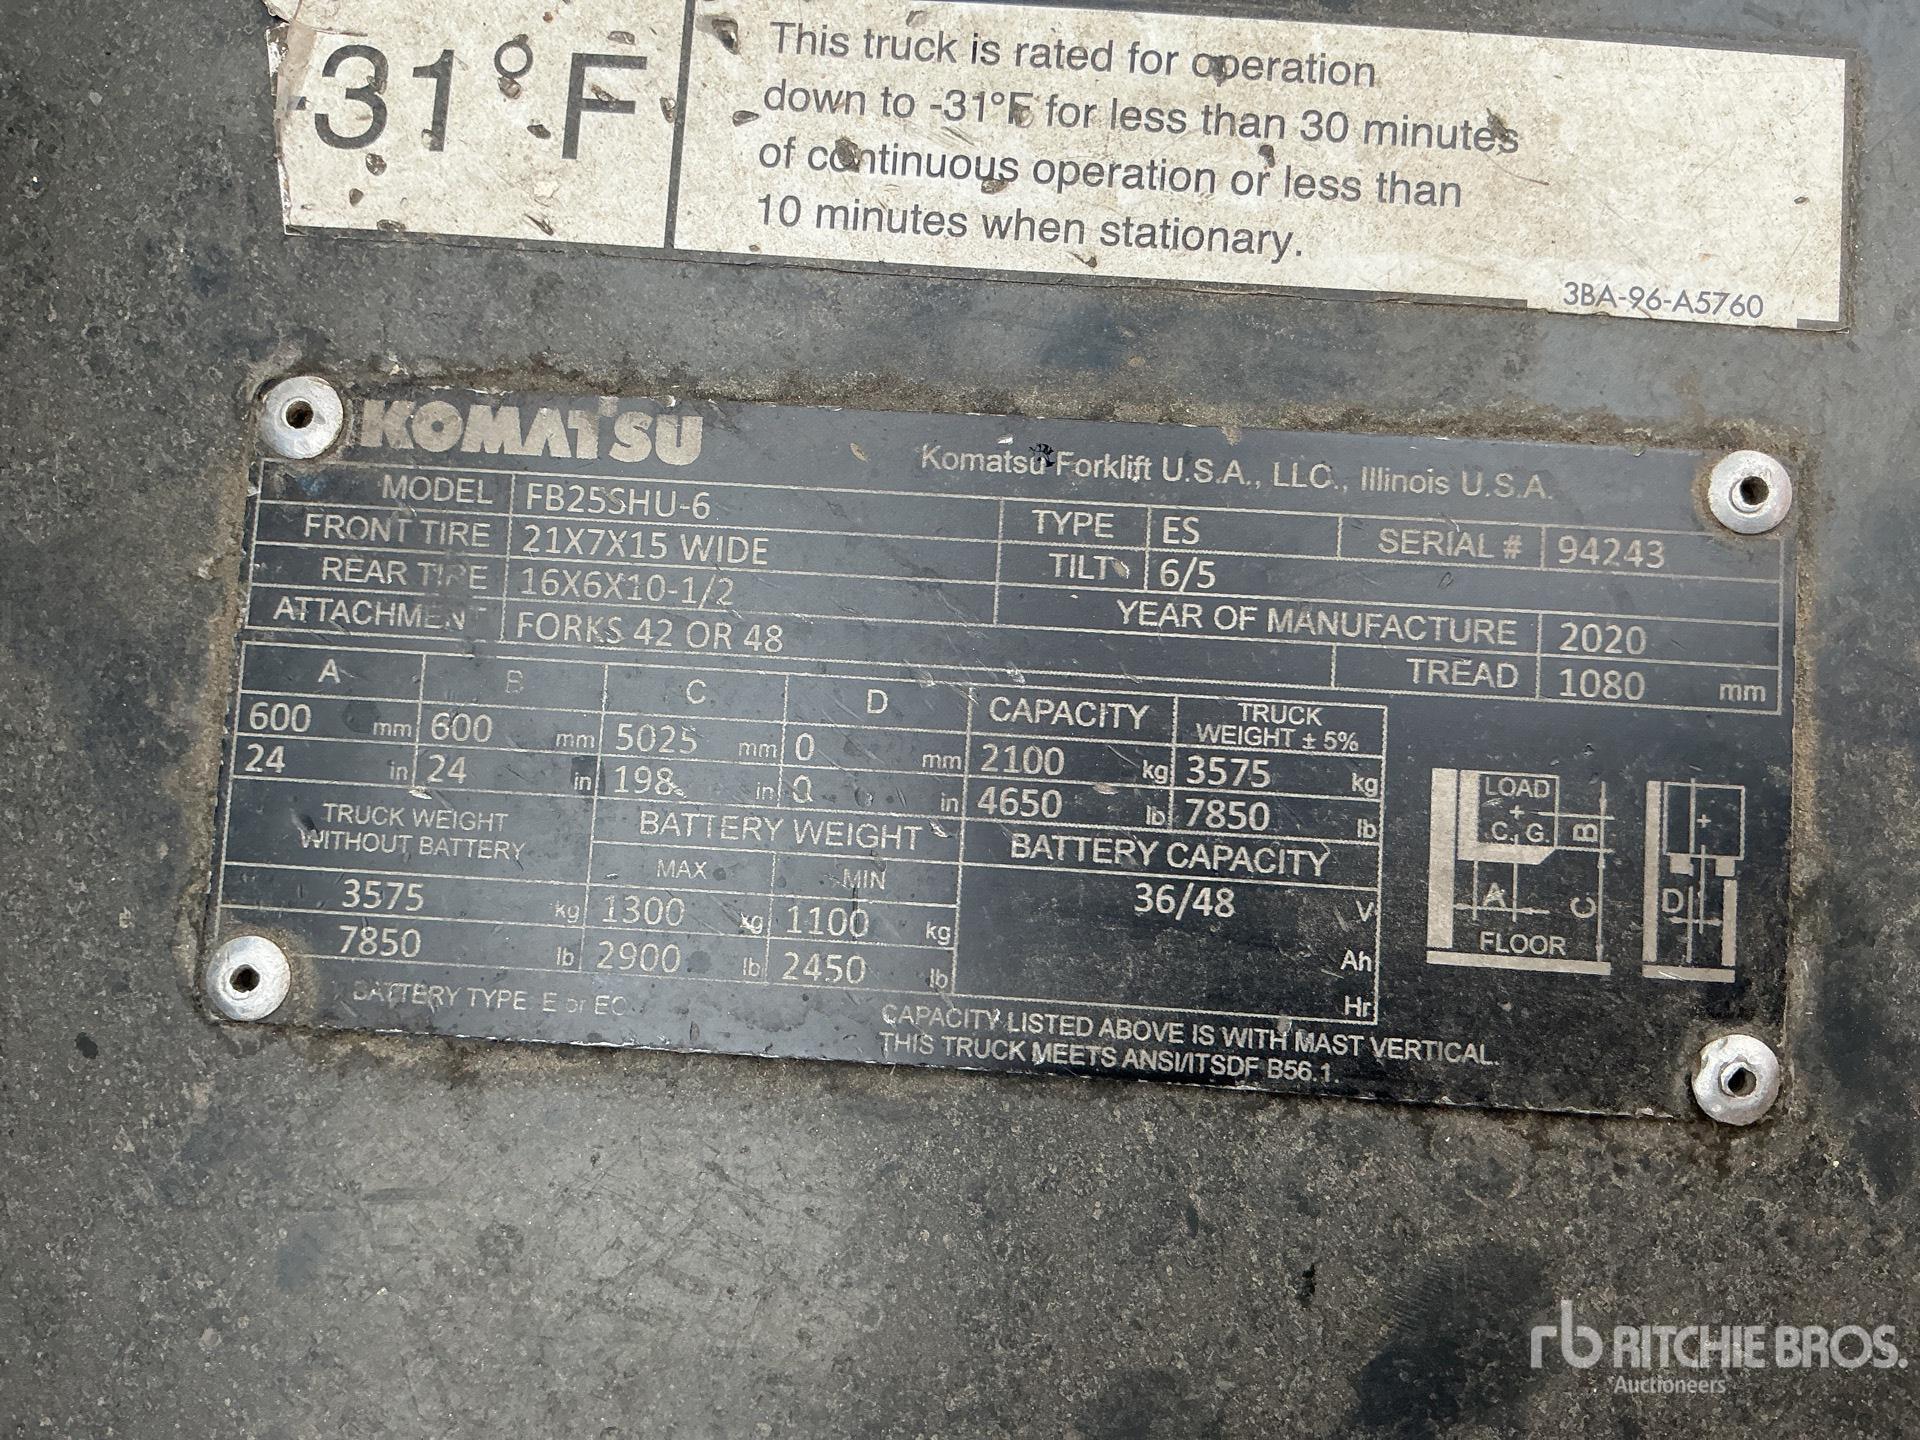 -31°F
This truck is rated for operation
down to -31°F for less than 30 minutes
of continuous operation or less than
10 minutes when stationary.
3BA-96-A5760
KOMATSU
Komatsu Forklift U.S.A., LLC., Illinois U.S.A.
MODEL FB25SHU-6 TYPE ES SERIAL # 94243
FRONT TIRE 21X7X15 WIDE TILT 6/5
REAR TIRE 16X6X10-1/2 YEAR OF MANUFACTURE 2020
ATTACHMENT FORKS 42 OR 48 TREAD 1080 mm
A B C D CAPACITY TRUCK
WEIGHT ± 5%
600 mm 600 mm 5025 mm 0 mm 2100 kg 3575 kg
24 in 24 in 198 in 0 in 4650 lb 7850 lb
TRUCK WEIGHT
WITHOUT BATTERY
BATTERY WEIGHT
BATTERY CAPACITY
MAX MIN
3575 kg 1300 kg 1100 kg 36/48 V
7850 lb 2900 lb 2450 lb Ah
Hr
BATTERY TYPE E or EO
CAPACITY LISTED ABOVE IS WITH MAST VERTICAL.
THIS TRUCK MEETS ANSI/ITSDF B56.1.
LOAD
+
C. G. B
A C D
FLOOR
rb RITCHIE BROS.
Auctioneers